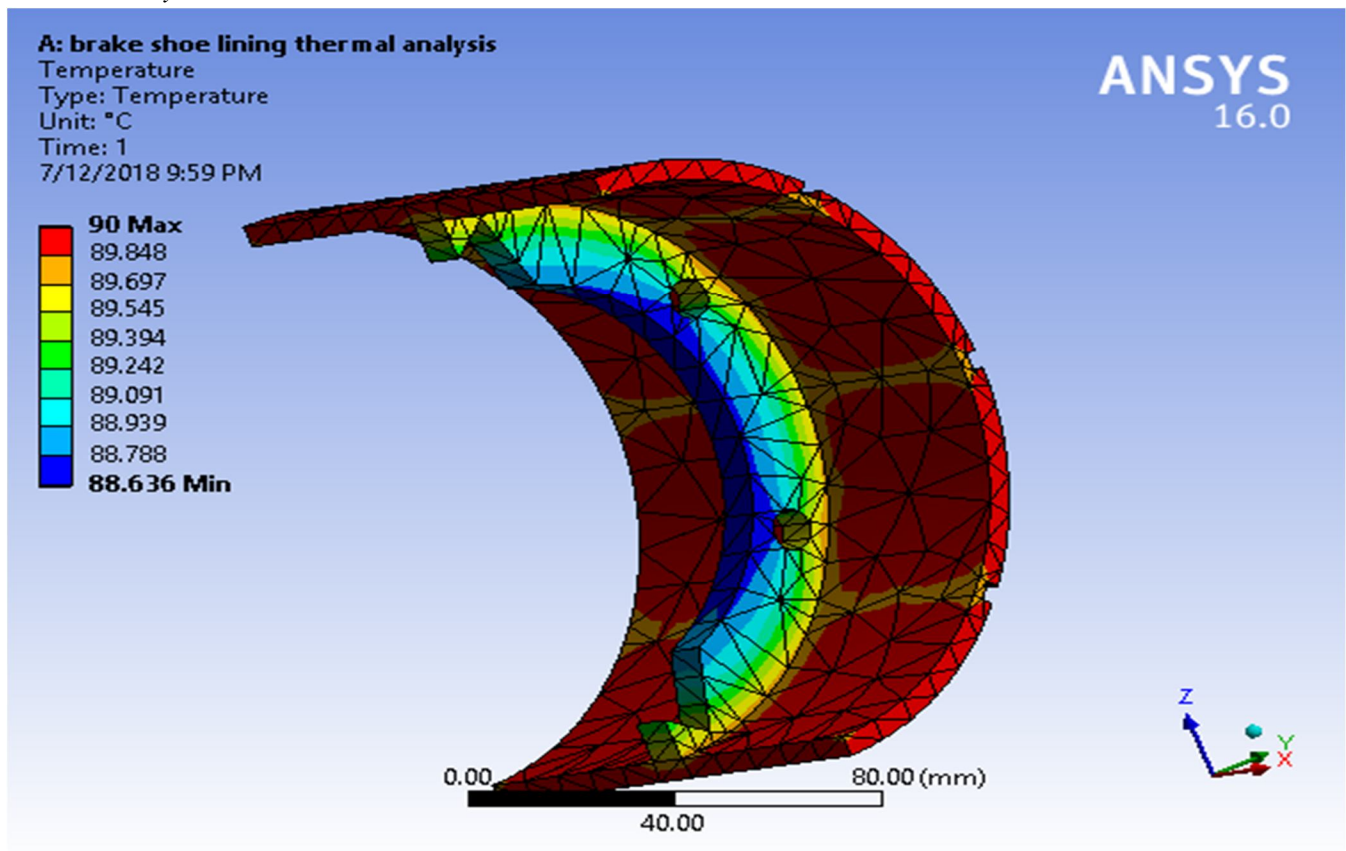 A: brake shoe lining thermal analysis
Temperature
Type: Temperature
Unit: °C
Time: 1
7/12/2018 9:59 PM
ANSYS
16.0
90 Max
89.848
89.697
89.545
89.394
89.242
89.091
88.939
88.788
88.636 Min
0.00
80.00 (mm)
40.00
Z
Y
X